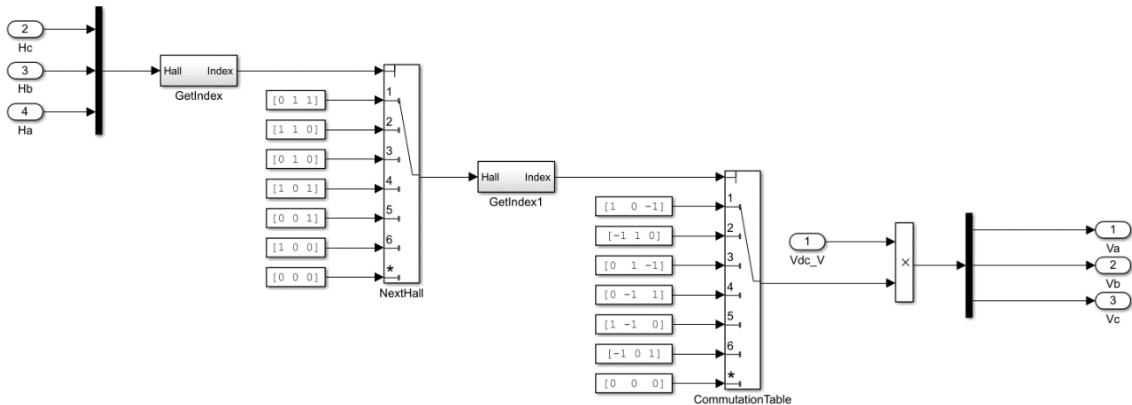 2
Hc
3
Hb
4
Ha
Hall Index
GetIndex
[0 1 1]
[1 1 0]
[0 1 0]
[1 0 1]
[0 0 1]
[1 0 0]
[0 0 0]
1
2
3
4
5
6
*
NextHall
Hall Index
GetIndex1
[1 0 -1]
[-1 1 0]
[0 1 -1]
[0 -1 1]
[1 -1 0]
[-1 0 1]
[0 0 0]
1
2
3
4
5
6
*
CommutationTable
1
Vdc_V
×
1
Va
2
Vb
3
Vc